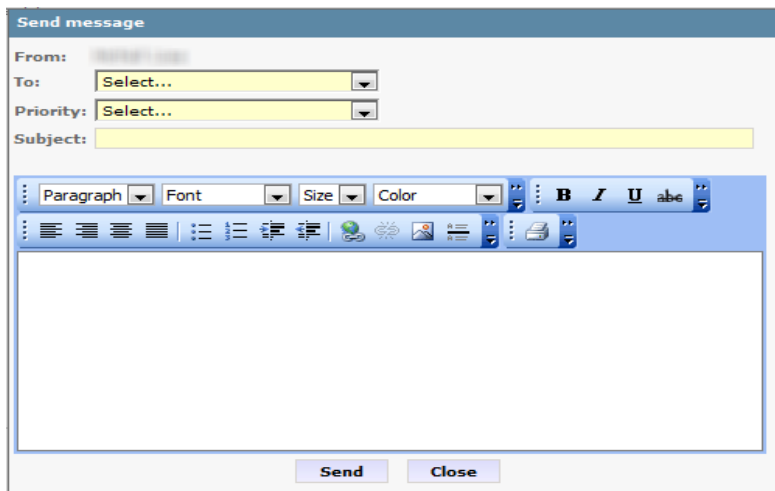 Send message
From:
To: Select...
Priority: Select...
Subject:
Paragraph Font Size Color B I U abc
Send Close